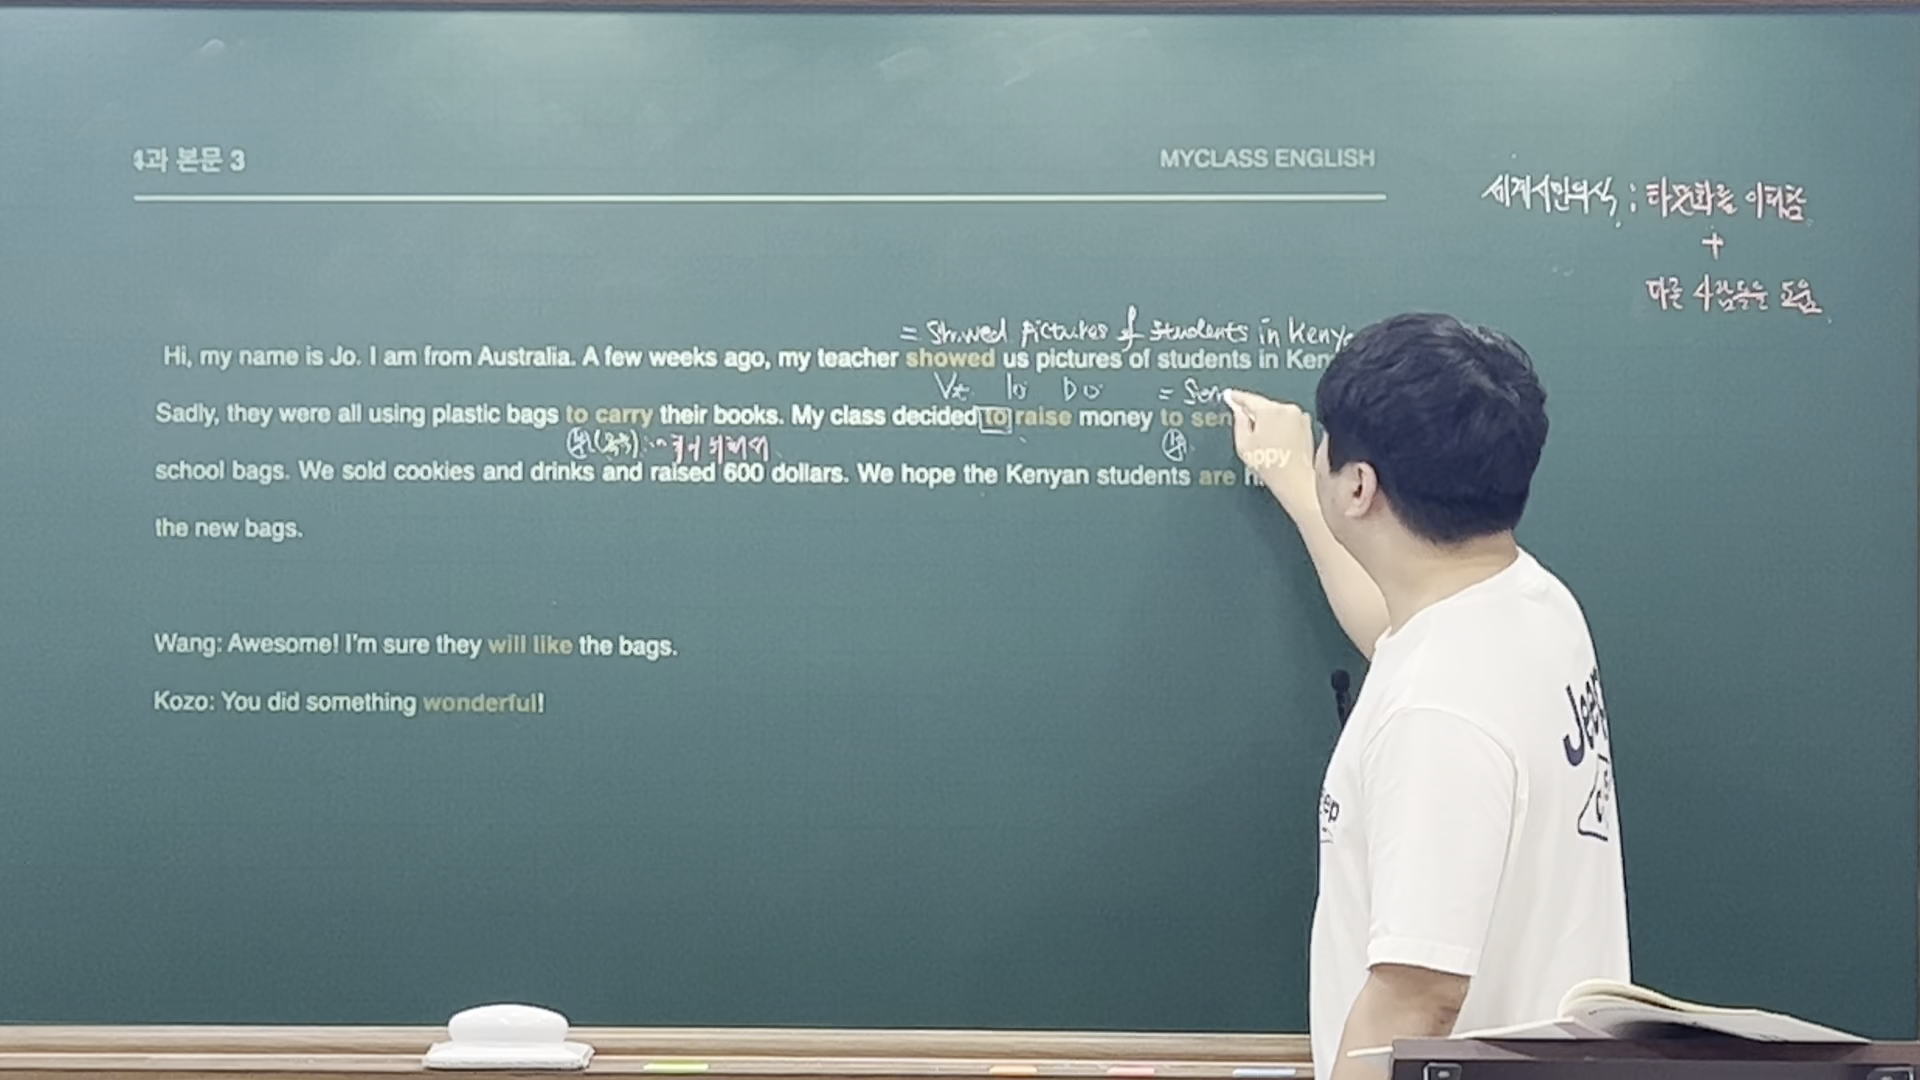 4과 본문 3
MYCLASS ENGLISH
세계시민의식 : 타문화를 이해함
+
다른 사람들을 도움
= showed pictures of students in Kenya
Hi, my name is Jo. I am from Australia. A few weeks ago, my teacher showed us pictures of students in Ken
Vt IO DO = Sen
Sadly, they were all using plastic bags to carry their books. My class decided to raise money to sen
school bags. We sold cookies and drinks and raised 600 dollars. We hope the Kenyan students are happy
the new bags.
Wang: Awesome! I'm sure they will like the bags.
Kozo: You did something wonderful!